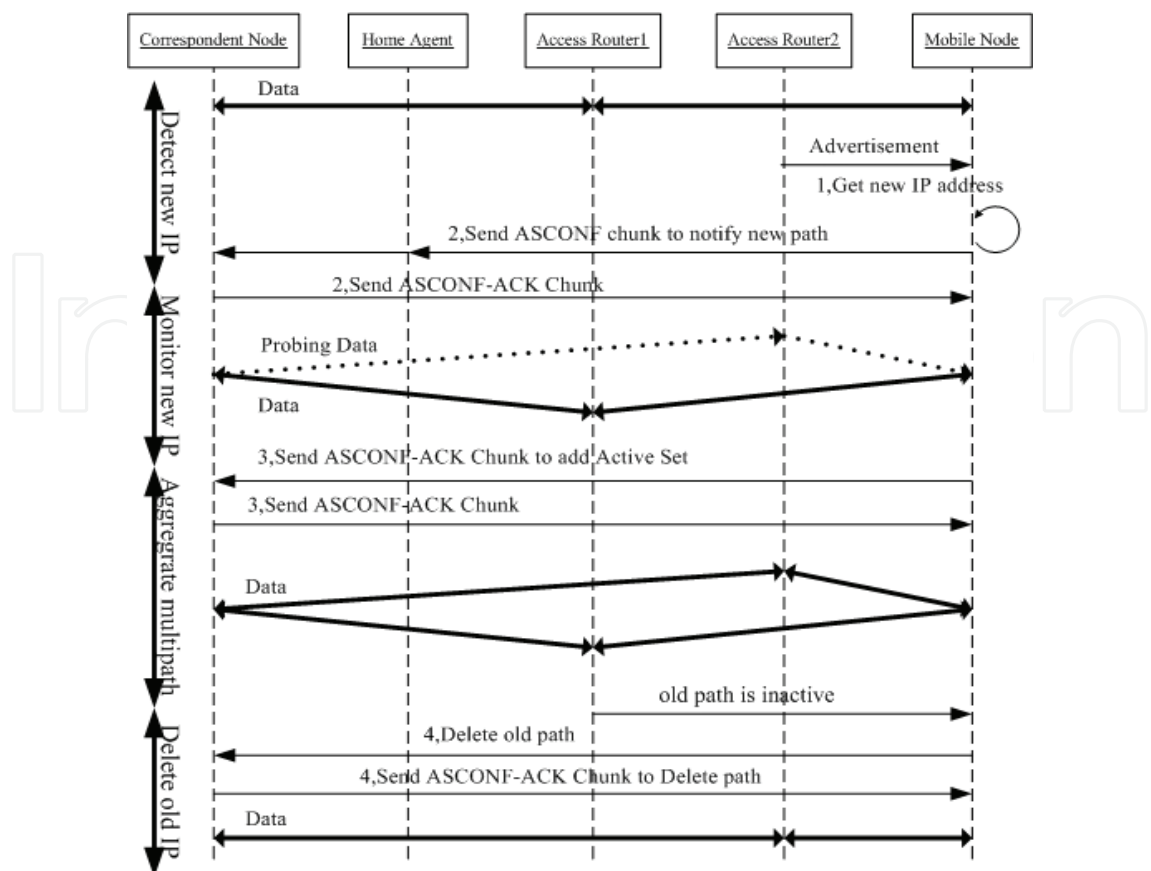 Correspondent Node
Home Agent
Access Router1
Access Router2
Mobile Node
Detect new IP
Data
Advertisement
1,Get new IP address
2,Send ASCONF chunk to notify new path
2,Send ASCONF-ACK Chunk
Monitor new IP
Probing Data
Data
3,Send ASCONF-ACK Chunk to add Active Set
Aggregrate multipath
3,Send ASCONF-ACK Chunk
Data
old path is inactive
Delete old IP
4,Delete old path
4,Send ASCONF-ACK Chunk to Delete path
Data